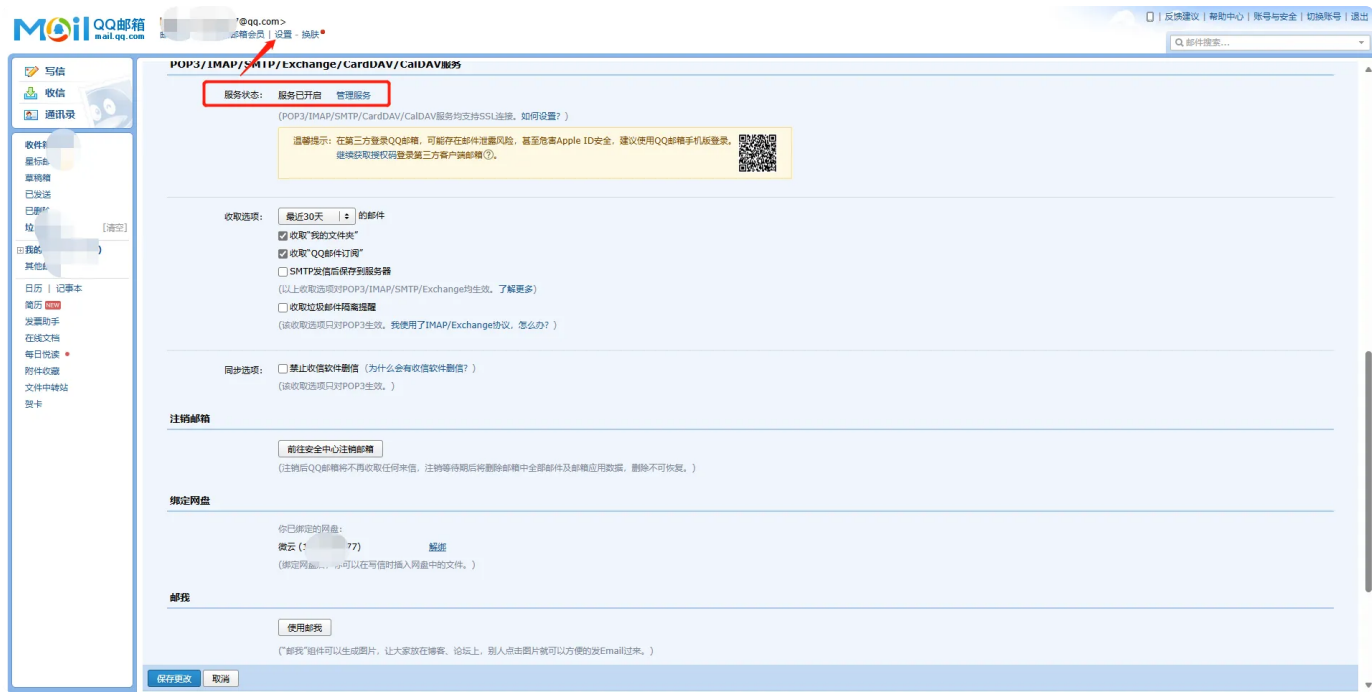 Mail QQ邮箱
mail.qq.com
7@qq.com>
邮箱会员 | 设置 - 换肤
反馈建议 | 帮助中心 | 账号与安全 | 切换账号 | 退出
邮件搜索...
写信
收信
通讯录
收件
星标
草稿箱
已发送
已删
垃
[清空]
我的
)
其他
日历 | 记事本
简历 NEW
发票助手
在线文档
每日悦读
附件收藏
文件中转站
贺卡
POP3/IMAP/SMTP/Exchange/CardDAV/CalDAV服务
服务状态: 服务已开启 管理服务
(POP3/IMAP/SMTP/CardDAV/CalDAV服务均支持SSL连接。如何设置? )
温馨提示: 在第三方登录QQ邮箱，可能存在邮件泄露风险，甚至危害Apple ID安全，建议使用QQ邮箱手机版登录。
继续获取授权码登录第三方客户端邮箱?。
收取选项: 最近30天 的邮件
收取"我的文件夹"
收取"QQ邮件订阅"
SMTP发信后保存到服务器
(以上收取选项对POP3/IMAP/SMTP/Exchange均生效。了解更多)
收取垃圾邮件隔离提醒
(该收取选项只对POP3生效。我使用了IMAP/Exchange协议，怎么办? )
同步选项: 禁止收信软件删信 (为什么会有收信软件删信? )
(该收取选项只对POP3生效。)
注销邮箱
前往安全中心注销邮箱
(注销后QQ邮箱将不再收取任何来信，注销等待期后将删除邮箱中全部邮件及邮箱应用数据，删除不可恢复。)
绑定网盘
你已绑定的网盘:
微云 (
77) 解绑
(绑定网盘
可以在写信时插入网盘中的文件。)
邮我
使用邮我
("邮我"组件可以生成图片，让大家放在博客、论坛上，别人点击图片就可以方便的发Email过来。)
保存更改 取消